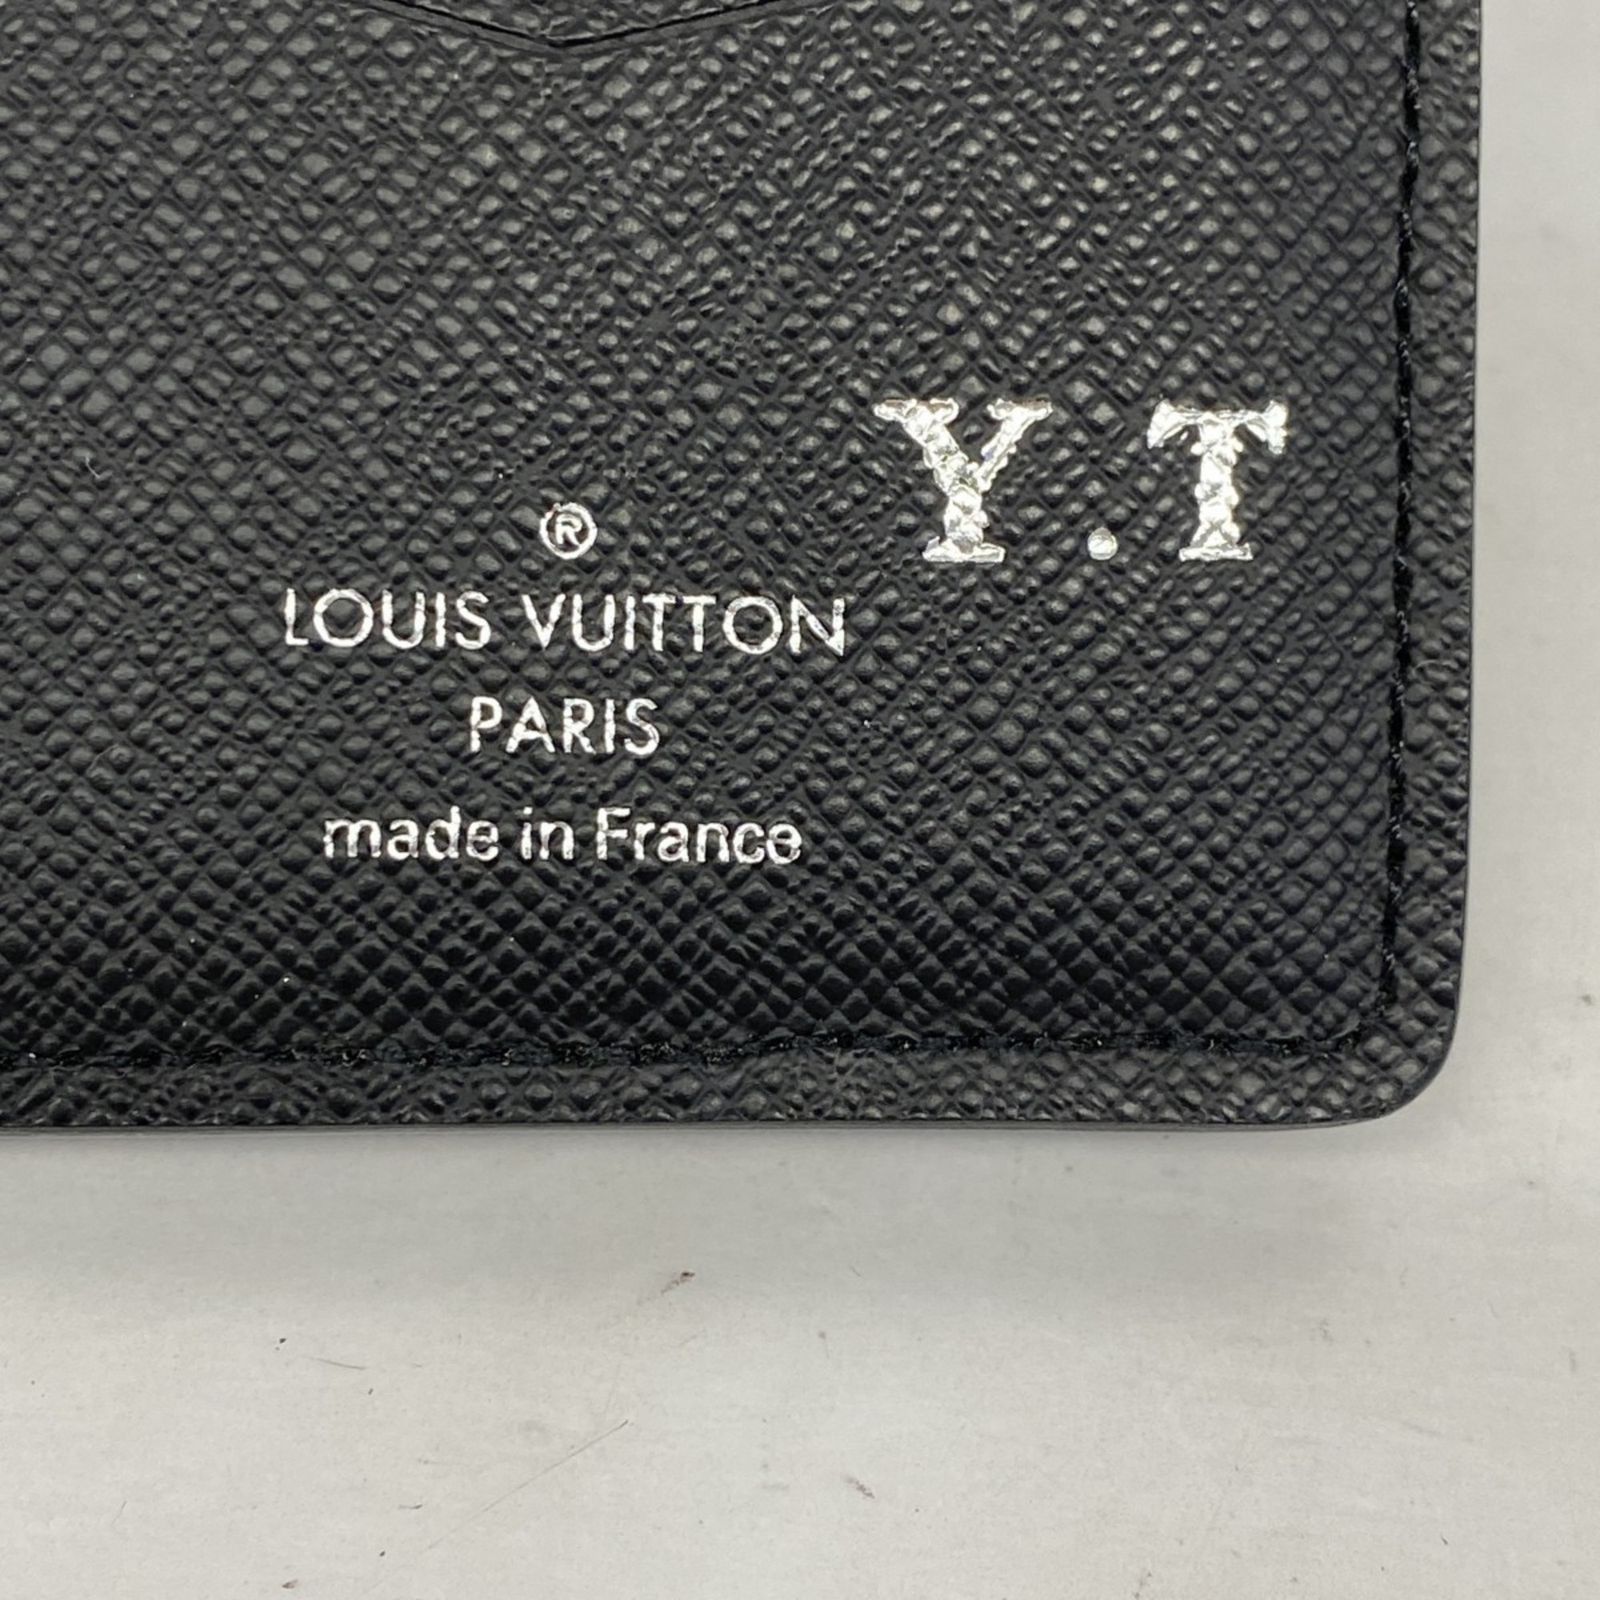 Y.T
®
LOUIS VUITTON
PARIS
made in France